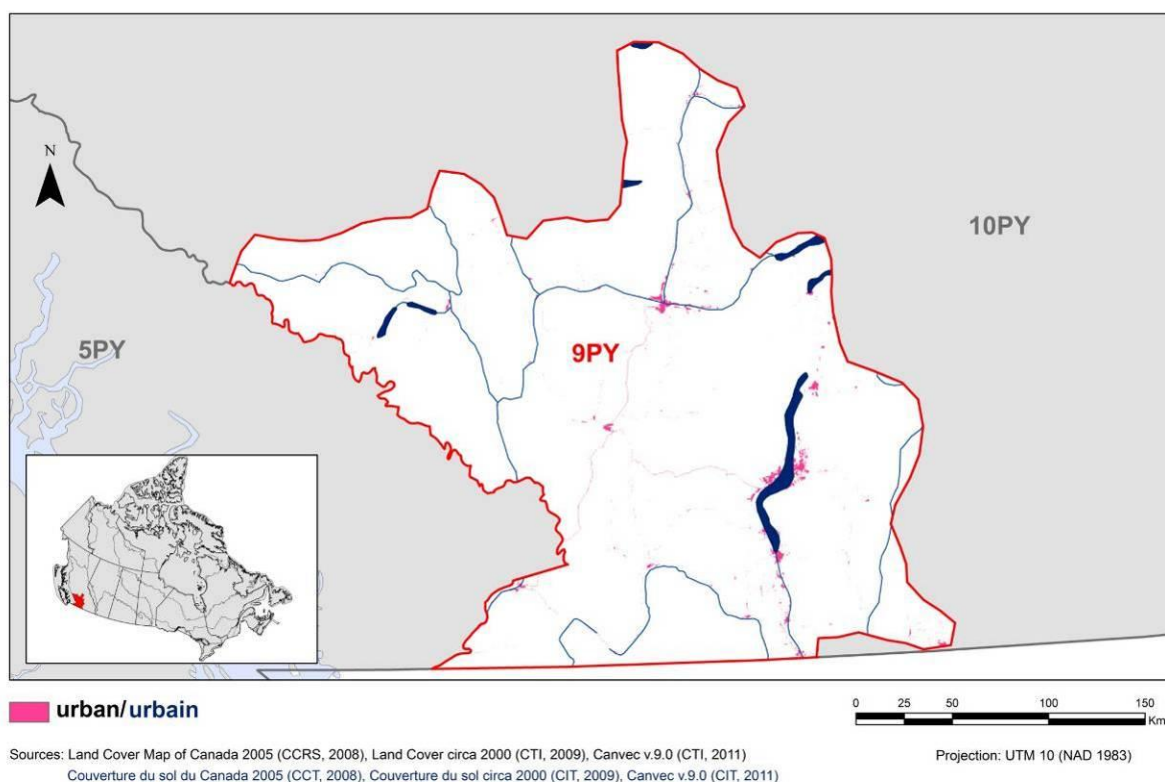 N
10PY
5PY
9PY
urban/urbain
0 25 50 100 150
Km
Sources: Land Cover Map of Canada 2005 (CCRS, 2008), Land Cover circa 2000 (CTI, 2009), Canvec v.9.0 (CTI, 2011)
Projection: UTM 10 (NAD 1983)
Couverture du sol du Canada 2005 (CCT, 2008), Couverture du sol circa 2000 (CIT, 2009), Canvec v.9.0 (CIT, 2011)